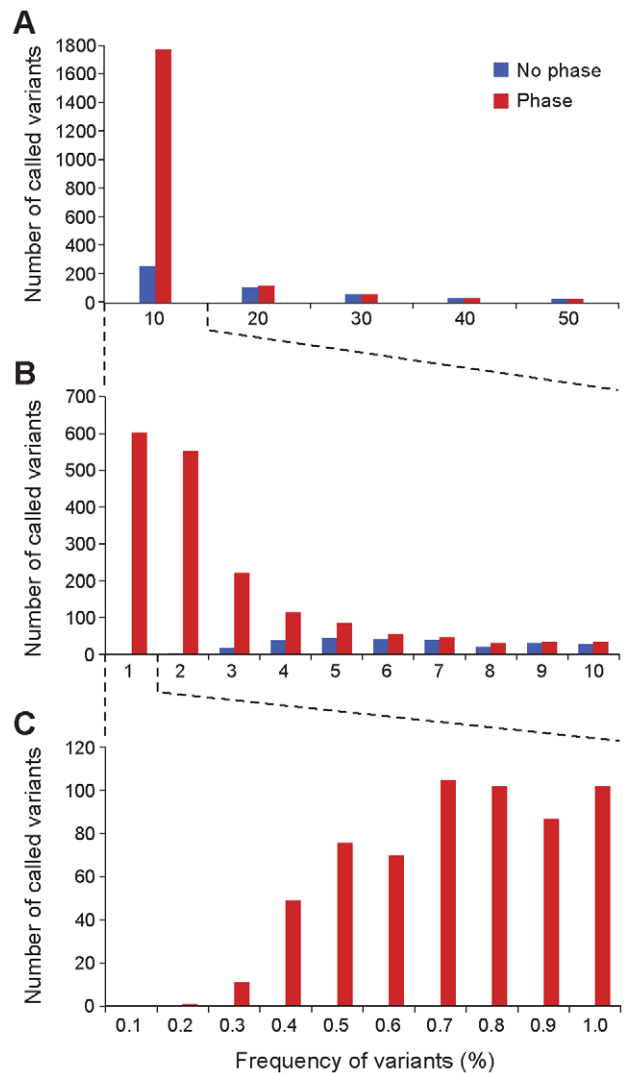 A
Number of called variants
1800
1600
1400
1200
1000
800
600
400
200
0
No phase
Phase
10 20 30 40 50
B
Number of called variants
700
600
500
400
300
200
100
0
1 2 3 4 5 6 7 8 9 10
C
Number of called variants
120
100
80
60
40
20
0
0.1 0.2 0.3 0.4 0.5 0.6 0.7 0.8 0.9 1.0
Frequency of variants (%)